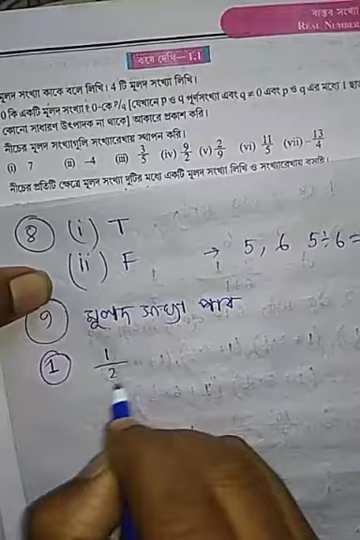 বাস্তব সংখ্যা
REAL NUMBER
কষে দেখি—1.1
মূলদ সংখ্যা কাকে বলে লিখি। 4 টি মূলদ সংখ্যা লিখি।
0 কি একটি মূলদ সংখ্যা? 0-কে p/q [যেখানে p ও q পূর্ণসংখ্যা এবং q ≠ 0 এবং p ও q এর মধ্যে 1 ছাড়া
কোনো সাধারণ উৎপাদক না থাকে] আকারে প্রকাশ করি।
নীচের মূলদ সংখ্যাগুলি সংখ্যারেখায় স্থাপন করি।
(i) 7 (ii) -4 (iii) 3/5 (iv) 9/2 (v) 2/9 (vi) 11/5 (vii) -13/4
নীচের প্রতিটি ক্ষেত্রে মূলদ সংখ্যা দুটির মধ্যে একটি মূলদ সংখ্যা লিখি ও সংখ্যারেখায় বসাই।
8 (i) T
(ii) F → 5, 6 5÷6=
9 মূলদ সংখ্যা পাব
1 1/2